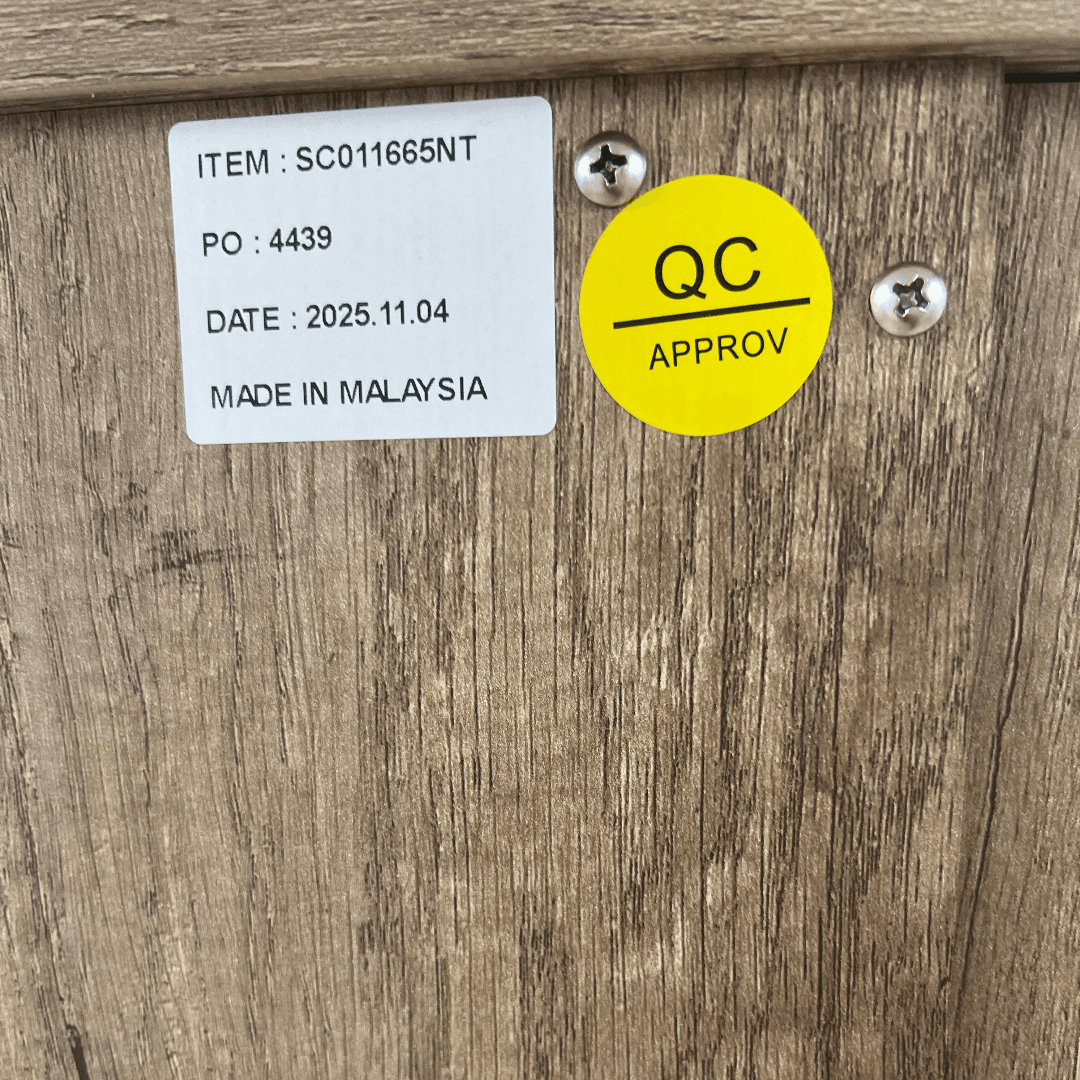 ITEM : SC011665NT
PO : 4439
DATE : 2025.11.04
MADE IN MALAYSIA
QC
APPROV